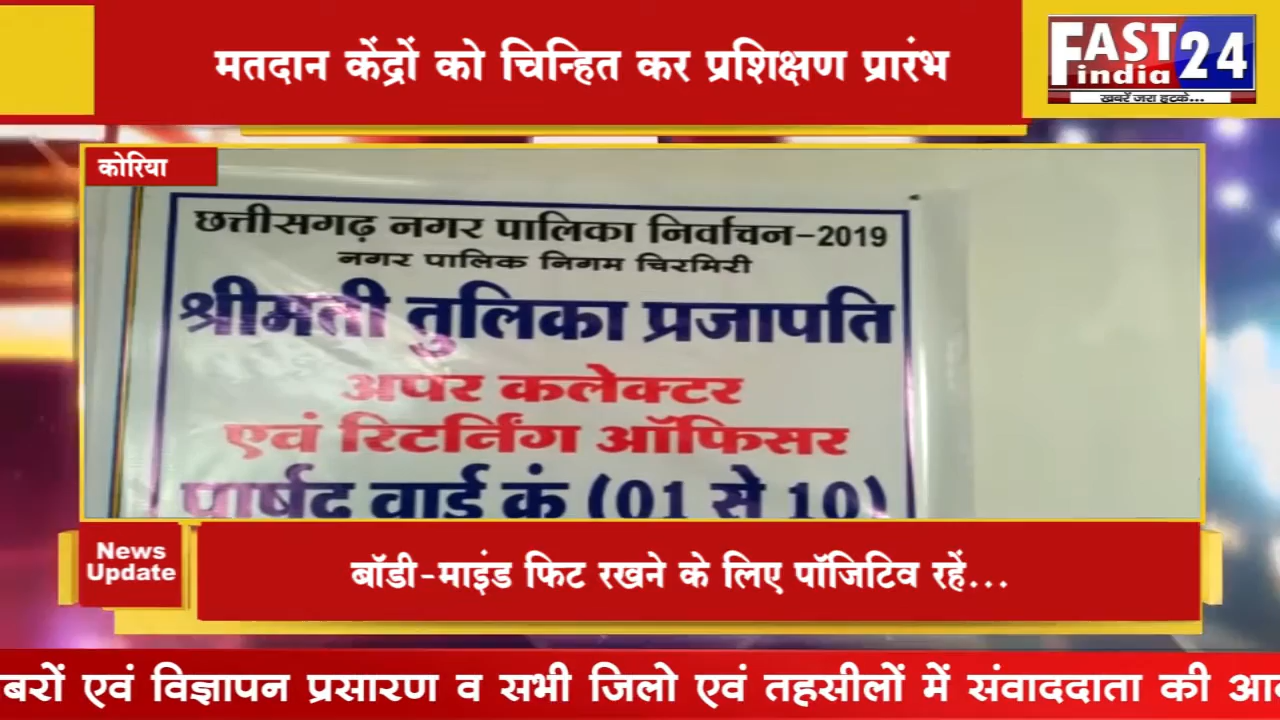 मतदान केंद्रों को चिन्हित कर प्रशिक्षण प्रारंभ
FAST india 24
खबरें जरा हटके...
कोरिया
छत्तीसगढ़ नगर पालिका निर्वाचन-2019
नगर पालिक निगम चिरमिरी
श्रीमती तुलिका प्रजापति
अपर कलेक्टर
एवं रिटर्निंग ऑफिसर
पार्षद वार्ड कं (01 से 10)
News
Update
बॉडी-माइंड फिट रखने के लिए पॉजिटिव रहें...
बरों एवं विज्ञापन प्रसारण व सभी जिलो एवं तहसीलों में संवाददाता की